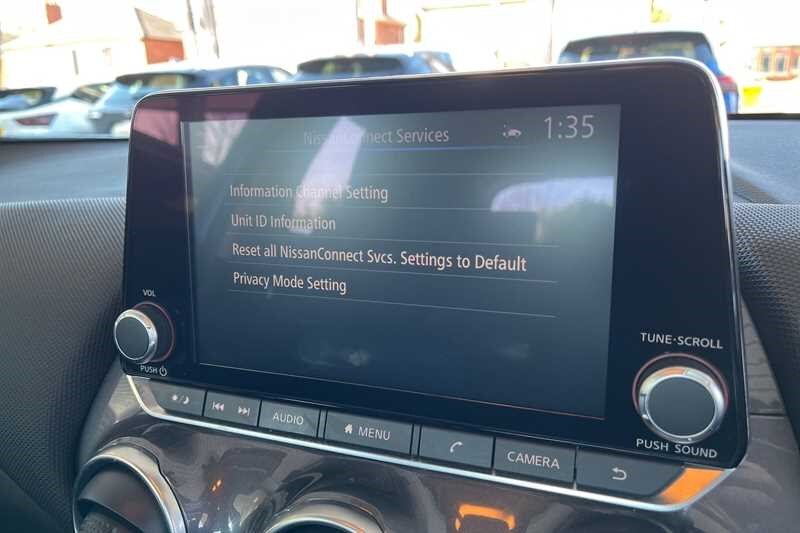 NissanConnect Services 1:35
Information Channel Setting
Unit ID Information
Reset all NissanConnect Svcs. Settings to Default
Privacy Mode Setting
VOL
PUSH
TUNE·SCROLL
PUSH SOUND
AUDIO
MENU
CAMERA